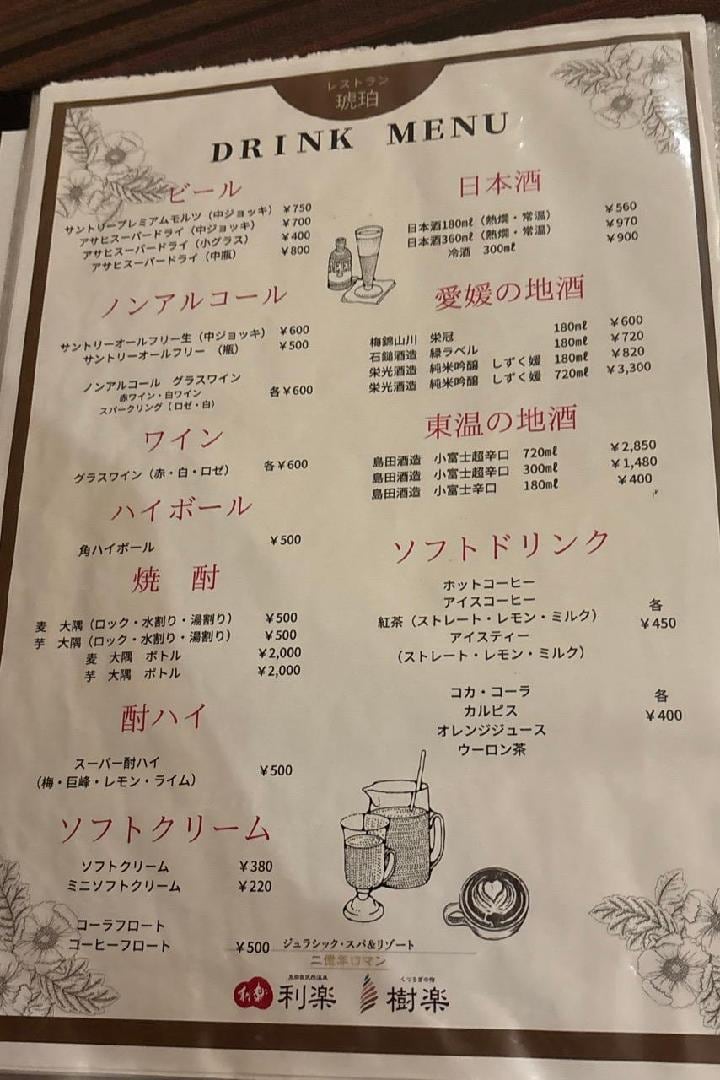 レストラン
琥珀
DRINK MENU
ビール
サントリープレミアムモルツ（中ジョッキ） ￥750
アサヒスーパードライ（中ジョッキ） ￥700
アサヒスーパードライ（小グラス） ￥400
アサヒスーパードライ（中瓶） ￥800
ノンアルコール
サントリーオールフリー生（中ジョッキ） ￥600
サントリーオールフリー （瓶） ￥500
ノンアルコール グラスワイン
赤ワイン・白ワイン 各￥600
スパークリング（ロゼ・白）
ワイン
グラスワイン（赤・白・ロゼ） 各￥600
ハイボール
角ハイボール ￥500
焼 酎
麦 大隅（ロック・水割り・湯割り） ￥500
芋 大隅（ロック・水割り・湯割り） ￥500
麦 大隅 ボトル ￥2,000
芋 大隅 ボトル ￥2,000
酎ハイ
スーパー酎ハイ
（梅・巨峰・レモン・ライム） ￥500
ソフトクリーム
ソフトクリーム ￥380
ミニソフトクリーム ￥220
コーラフロート
コーヒーフロート ￥500
日本酒
日本酒180㎖（熱燗・常温） ￥560
日本酒360㎖（熱燗・常温） ￥970
冷酒 300㎖ ￥900
愛媛の地酒
梅錦山川 栄冠 180㎖ ￥600
石鎚酒造 緑ラベル 180㎖ ￥720
栄光酒造 純米吟醸 しずく媛 180㎖ ￥820
栄光酒造 純米吟醸 しずく媛 720㎖ ￥3,300
東温の地酒
島田酒造 小富士超辛口 720㎖ ￥2,850
島田酒造 小富士超辛口 300㎖ ￥1,480
島田酒造 小富士辛口 180㎖ ￥400
ソフトドリンク
ホットコーヒー
アイスコーヒー 各
紅茶（ストレート・レモン・ミルク） ￥450
アイスティー
（ストレート・レモン・ミルク）
コカ・コーラ 各
カルピス ￥400
オレンジジュース
ウーロン茶
ジュラシック・スパ&リゾート
二億年ロマン
利楽
樹楽